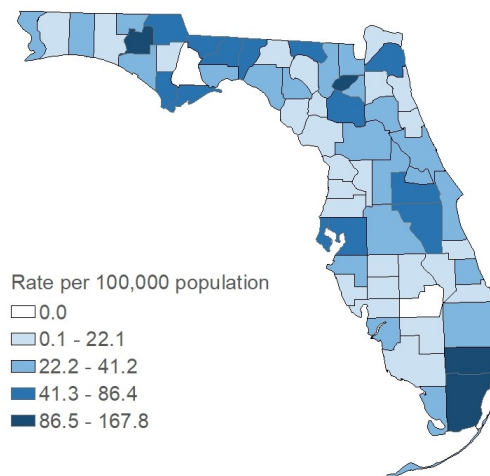 Rate per 100,000 population
0.0
0.1 - 22.1
22.2 - 41.2
41.3 - 86.4
86.5 - 167.8